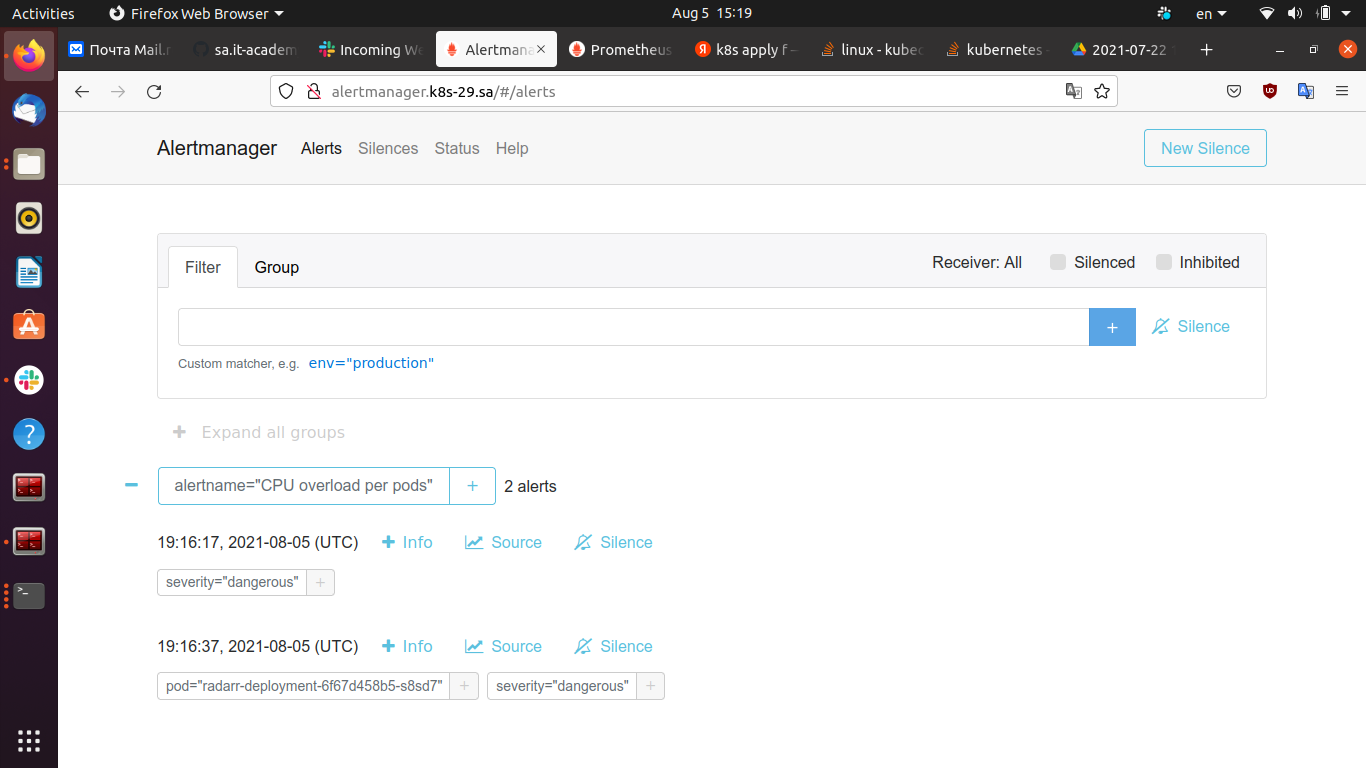 Activities Firefox Web Browser Aug 5 15:19 en
Почта Mail.r sa.it-academ Incoming We Alertmana Prometheus k8s apply f – linux - kubec kubernetes - 2021-07-22
alertmanager.k8s-29.sa/#/alerts
Alertmanager Alerts Silences Status Help New Silence
Filter Group Receiver: All Silenced Inhibited
+ Silence
Custom matcher, e.g. env="production"
+ Expand all groups
alertname="CPU overload per pods" + 2 alerts
19:16:17, 2021-08-05 (UTC) + Info Source Silence
severity="dangerous" +
19:16:37, 2021-08-05 (UTC) + Info Source Silence
pod="radarr-deployment-6f67d458b5-s8sd7" + severity="dangerous" +